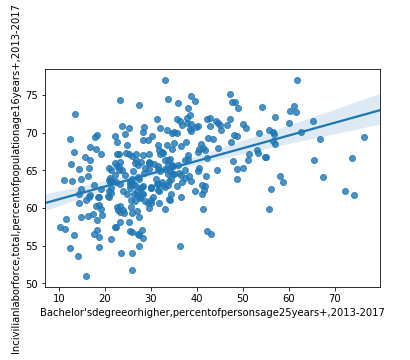 Incivilianlaborforce,total,percentofpopulationage16years+,2013-2017
75
70
65
60
55
50
10 20 30 40 50 60 70
Bachelor'sdegreeorhigher,percentofpersonsage25years+,2013-2017